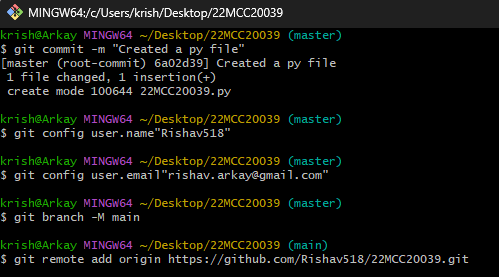 MINGW64:/c/Users/krish/Desktop/22MCC20039
krish@Arkay MINGW64 ~/Desktop/22MCC20039 (master)
$ git commit -m "Created a py file"
[master (root-commit) 6a02d39] Created a py file
1 file changed, 1 insertion(+)
create mode 100644 22MCC20039.py
krish@Arkay MINGW64 ~/Desktop/22MCC20039 (master)
$ git config user.name"Rishav518"
krish@Arkay MINGW64 ~/Desktop/22MCC20039 (master)
$ git config user.email"rishav.arkay@gmail.com"
krish@Arkay MINGW64 ~/Desktop/22MCC20039 (master)
$ git branch -M main
krish@Arkay MINGW64 ~/Desktop/22MCC20039 (main)
$ git remote add origin https://github.com/Rishav518/22MCC20039.git